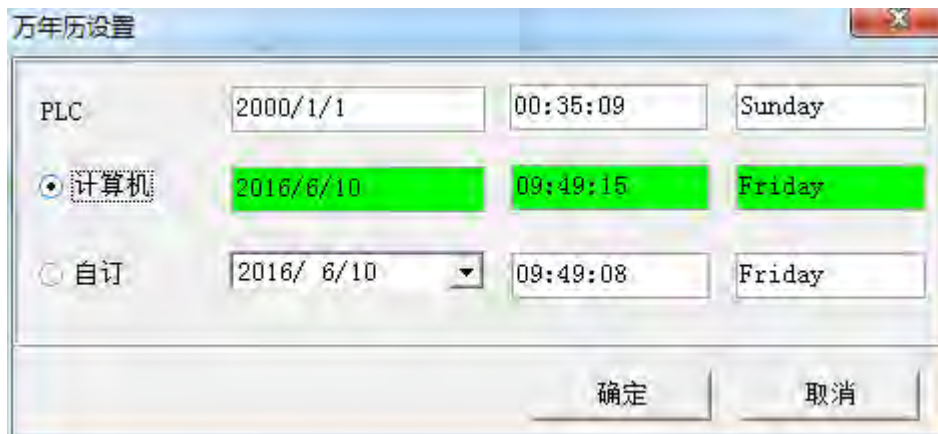 万年历设置
PLC 2000/1/1 00:35:09 Sunday
计算机 2016/6/10 09:49:15 Friday
自订 2016/ 6/10 09:49:08 Friday
确定 取消